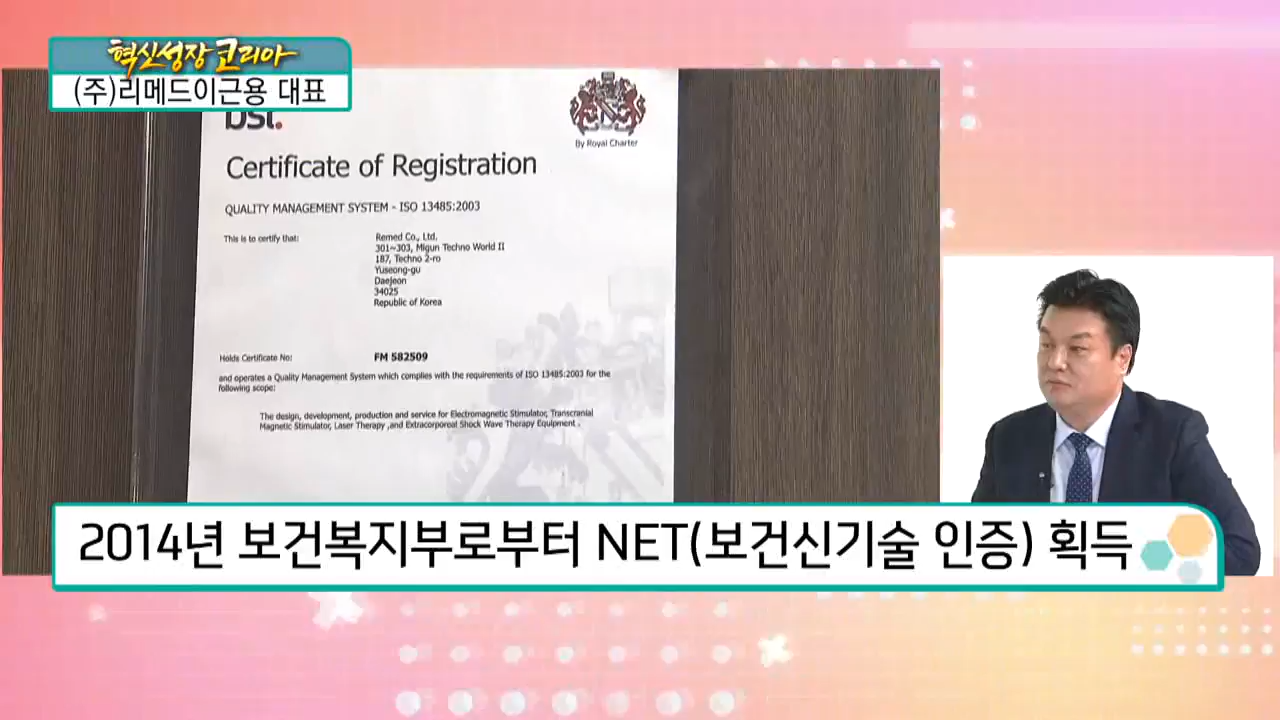 혁신성장 코리아
(주)리메드이근용 대표
bsi.
By Royal Charter
Certificate of Registration
QUALITY MANAGEMENT SYSTEM - ISO 13485:2003
This is to certify that:
Remed Co., Ltd.
301~303, Migun Techno World II
187, Techno 2-ro
Yuseong-gu
Daejeon
34025
Republic of Korea
Holds Certificate No:
FM 582509
and operates a Quality Management System which complies with the requirements of ISO 13485:2003 for the
following scope:
The design, development, production and service for Electromagnetic Stimulator, Transcranial
Magnetic Stimulator, Laser Therapy ,and Extracorporeal Shock Wave Therapy Equipment .
2014년 보건복지부로부터 NET(보건신기술 인증) 획득